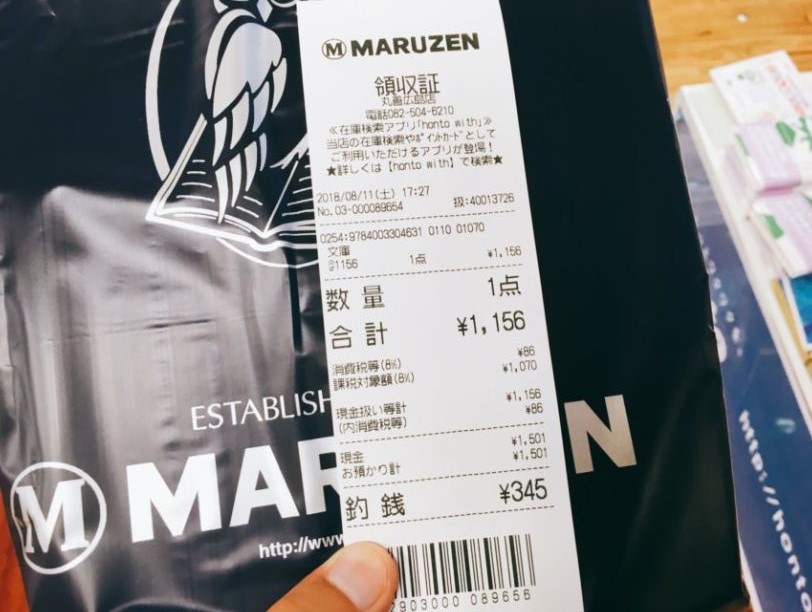 Ⓜ MARUZEN
領収証
丸善広島店
電話082-504-6210
≪在庫検索アプリ「honto with」≫
当店の在庫検索やﾎﾟｲﾝﾄｶｰﾄﾞとして
ご利用いただけるアプリが登場！
★詳しくは【honto with】で検索★
2018/08/11(土) 17:27
No.03-000089654 扱:40013726
0254:9784003304631 0110 01070
文庫
@1156 1点 ¥1,156
数量 1点
合計 ¥1,156
消費税等(8%) ¥86
課税対象額(8%) ¥1,070
現金扱い等計 ¥1,156
(内消費税等) ¥86
現金 ¥1,501
お預かり計 ¥1,501
釣銭 ¥345
2903000 089656
ESTABLISH
Ⓜ MAR N
http://www
http://hont